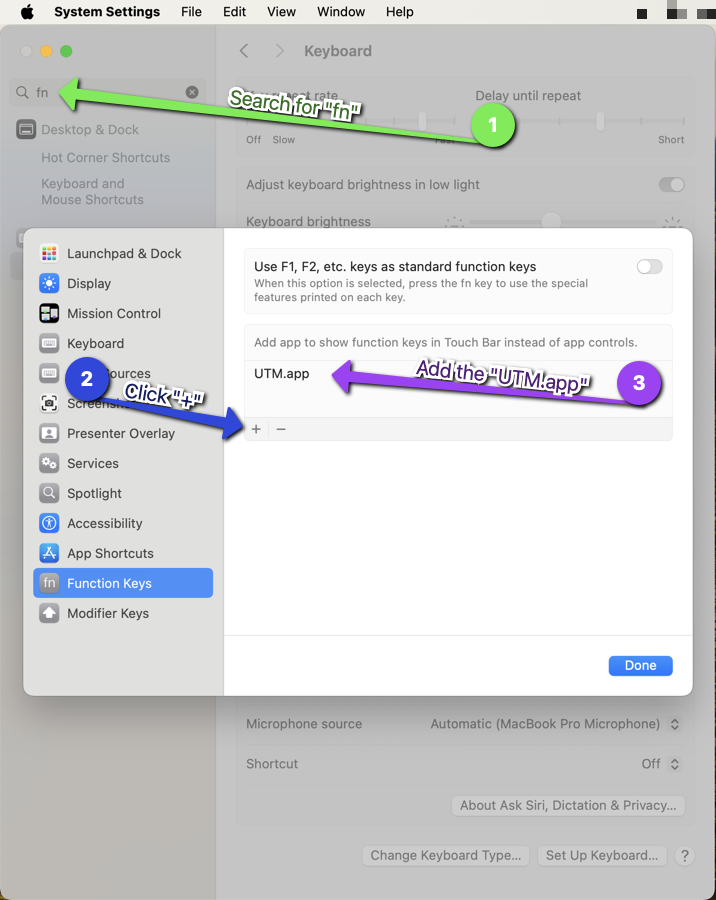 System Settings File Edit View Window Help
Keyboard
fn
Search for "fn"
1
Delay until repeat
Off Slow
Short
Desktop & Dock
Hot Corner Shortcuts
Keyboard and
Mouse Shortcuts
Adjust keyboard brightness in low light
Keyboard brightness
Launchpad & Dock
Display
Mission Control
Keyboard
2
Click "+"
Presenter Overlay
Services
Spotlight
Accessibility
App Shortcuts
fn Function Keys
Modifier Keys
Use F1, F2, etc. keys as standard function keys
When this option is selected, press the fn key to use the special
features printed on each key.
Add app to show function keys in Touch Bar instead of app controls.
UTM.app
Add the "UTM.app"
3
+ −
Done
Microphone source Automatic (MacBook Pro Microphone)
Shortcut Off
About Ask Siri, Dictation & Privacy...
Change Keyboard Type... Set Up Keyboard... ?